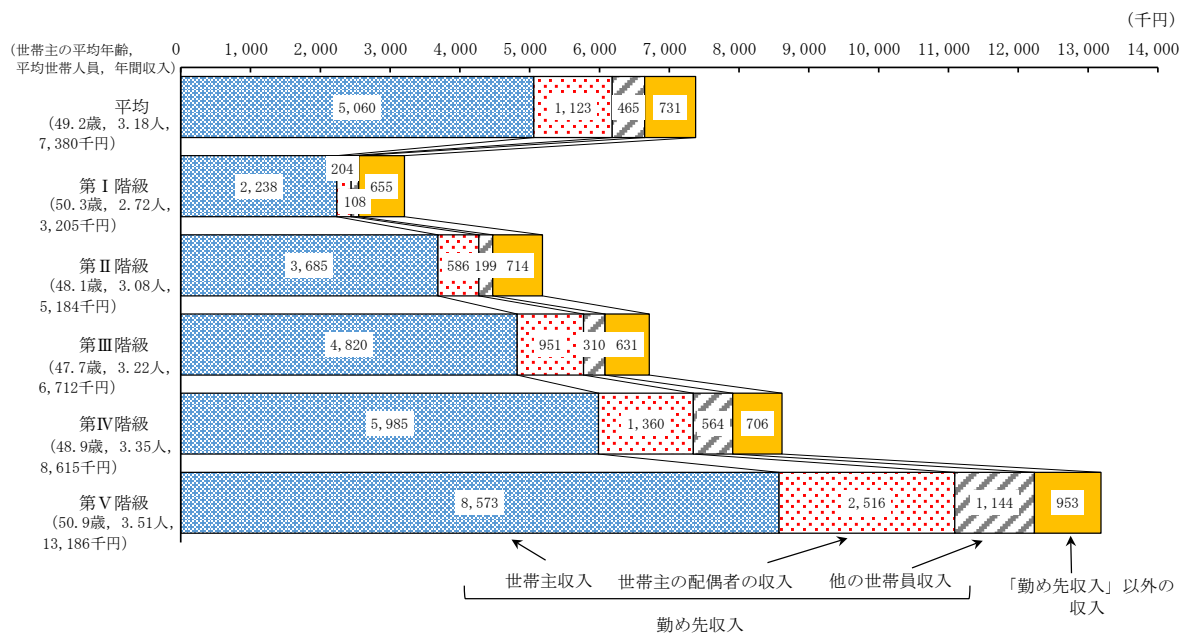 （千円）
0 1,000 2,000 3,000 4,000 5,000 6,000 7,000 8,000 9,000 10,000 11,000 12,000 13,000 14,000
（世帯主の平均年齢，
平均世帯人員，年間収入）
平均
（49.2歳，3.18人，
7,380千円）
5,060 1,123 465 731
第Ⅰ階級
（50.3歳，2.72人，
3,205千円）
2,238 204 108 655
第Ⅱ階級
（48.1歳，3.08人，
5,184千円）
3,685 586 199 714
第Ⅲ階級
（47.7歳，3.22人，
6,712千円）
4,820 951 310 631
第Ⅳ階級
（48.9歳，3.35人，
8,615千円）
5,985 1,360 564 706
第Ⅴ階級
（50.9歳，3.51人，
13,186千円）
8,573 2,516 1,144 953
世帯主収入 世帯主の配偶者の収入 他の世帯員収入 「勤め先収入」以外の
収入
勤め先収入